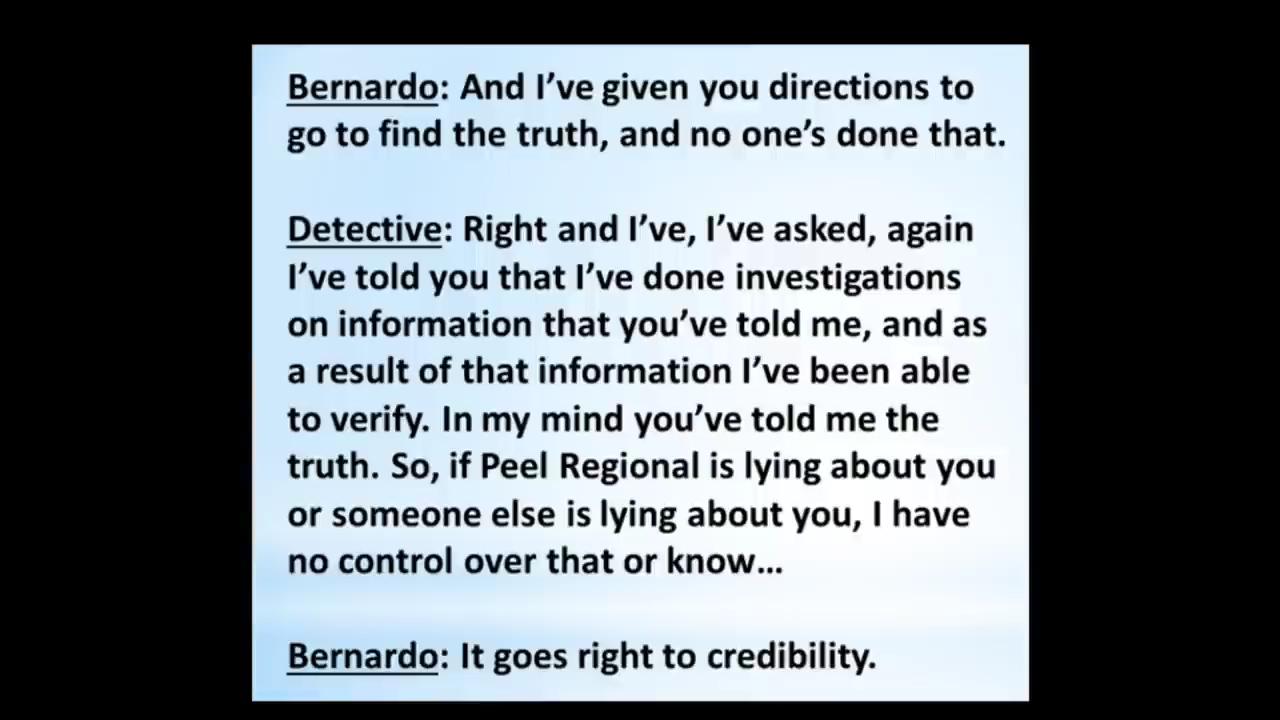 Bernardo: And I've given you directions to
go to find the truth, and no one's done that.
Detective: Right and I've, I've asked, again
I've told you that I've done investigations
on information that you've told me, and as
a result of that information I've been able
to verify. In my mind you've told me the
truth. So, if Peel Regional is lying about you
or someone else is lying about you, I have
no control over that or know...
Bernardo: It goes right to credibility.